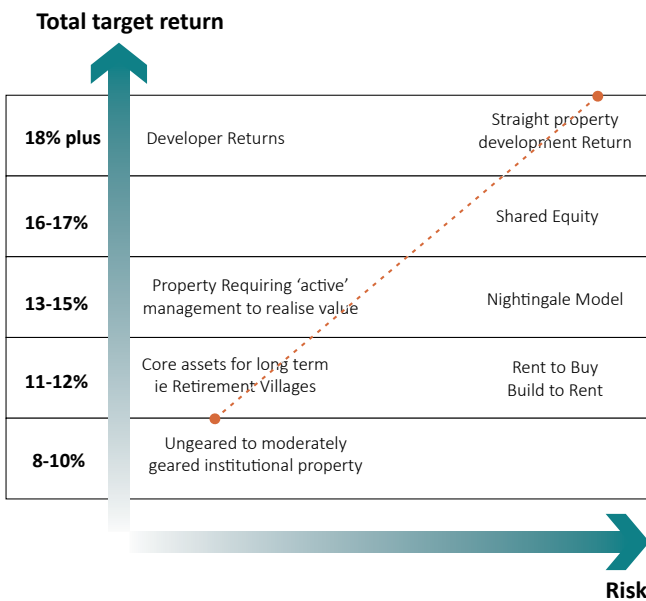 Total target return
18% plus
Developer Returns
Straight property
development Return
16-17%
Shared Equity
13-15%
Property Requiring ‘active’
management to realise value
Nightingale Model
11-12%
Core assets for long term
ie Retirement Villages
Rent to Buy
Build to Rent
8-10%
Ungeared to moderately
geared institutional property
Risk